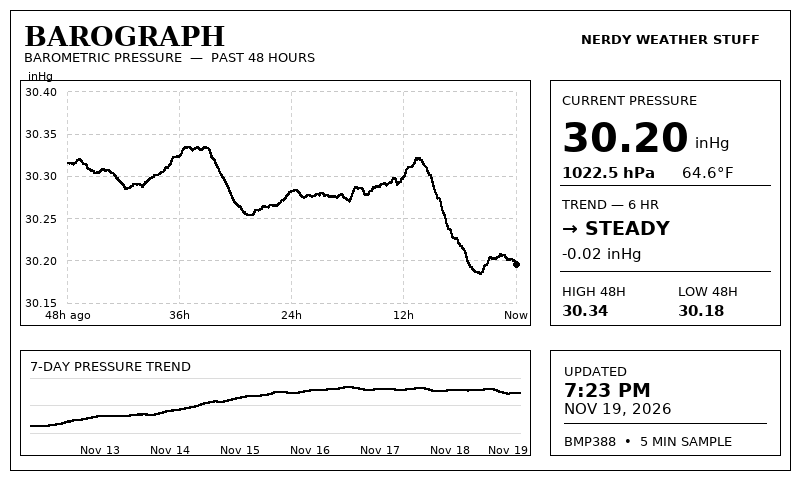 BAROGRAPH
BAROMETRIC PRESSURE — PAST 48 HOURS
NERDY WEATHER STUFF
inHg
30.40
30.35
30.30
30.25
30.20
30.15
48h ago 36h 24h 12h Now
CURRENT PRESSURE
30.20 inHg
1022.5 hPa 64.6°F
TREND — 6 HR
→ STEADY
-0.02 inHg
HIGH 48H LOW 48H
30.34 30.18
7-DAY PRESSURE TREND
Nov 13 Nov 14 Nov 15 Nov 16 Nov 17 Nov 18 Nov 19
UPDATED
7:23 PM
NOV 19, 2026
BMP388 • 5 MIN SAMPLE